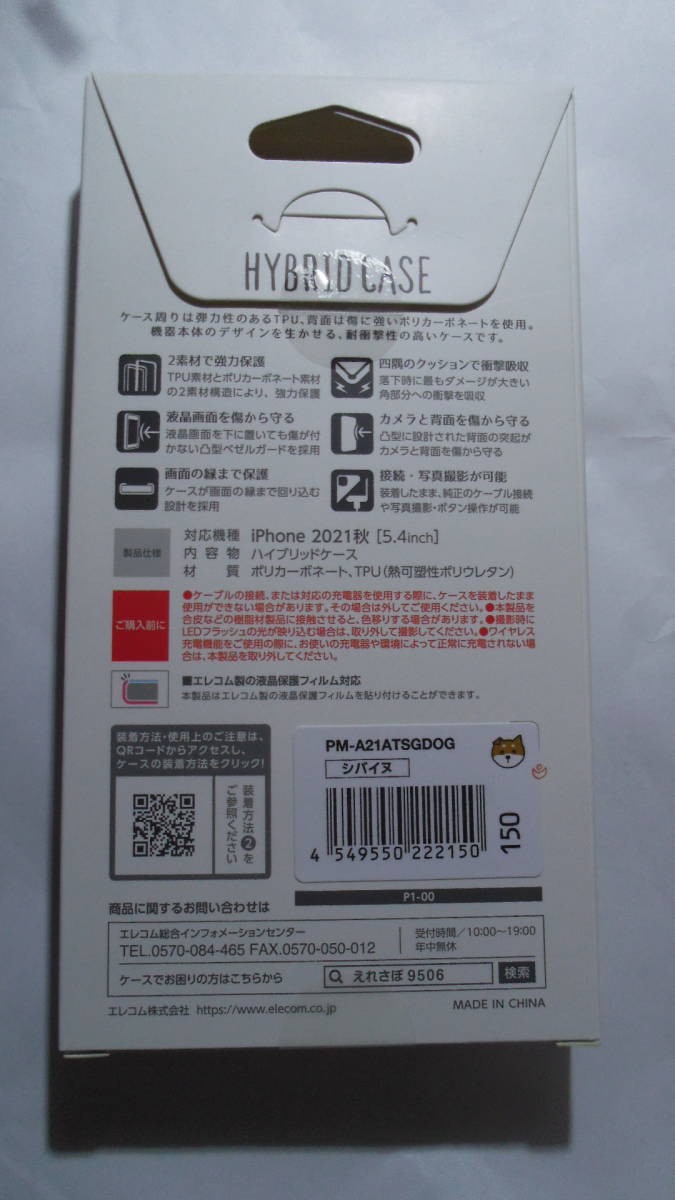 HYBRID CASE
ケース周りは弾力性のあるTPU、背面は傷に強いポリカーボネートを使用。
機器本体のデザインを生かせる、耐衝撃性の高いケースです。
2素材で強力保護
TPU素材とポリカーボネート素材
の2素材構造により、強力保護
四隅のクッションで衝撃吸収
落下時に最もダメージが大きい
角部分への衝撃を吸収
液晶画面を傷から守る
液晶画面を下に置いても傷が付
かない凸型ベゼルガードを採用
カメラと背面を傷から守る
凸型に設計された背面の突起が
カメラと背面を傷から守る
画面の縁まで保護
ケースが画面の縁まで回り込む
設計を採用
接続・写真撮影が可能
装着したまま、純正のケーブル接続
や写真撮影・ボタン操作が可能
製品仕様
対応機種 iPhone 2021秋 [5.4inch]
内容物 ハイブリッドケース
材質 ポリカーボネート、TPU(熱可塑性ポリウレタン)
ご購入前に
●ケーブルの接続、または対応の充電器を使用する際に、ケースを装着したまま
使用ができない場合があります。その場合は外してご使用ください。●本製品を
合皮などの樹脂材製品に接触させると、色移りする場合があります。●撮影時に
LEDフラッシュの光が映り込む場合は、取り外して撮影してください。●ワイヤレス
充電機能をご使用の際に、お使いの充電器や環境によって正常に充電されない場
合は、本製品を取り外してください。
■エレコム製の液晶保護フィルム対応
本製品はエレコム製の液晶保護フィルムを貼り付けることができます。
装着方法・使用上のご注意は、
QRコードからアクセスし、
ケースの装着方法をクリック!
装着方法②を
ご参照ください
PM-A21ATSGDOG
シバイヌ
4 549550 222150
150
P1-00
商品に関するお問い合わせは
エレコム総合インフォメーションセンター
TEL.0570-084-465 FAX.0570-050-012
受付時間/10:00～19:00
年中無休
ケースでお困りの方はこちらから
えれさぽ 9506
検索
エレコム株式会社 https://www.elecom.co.jp
MADE IN CHINA